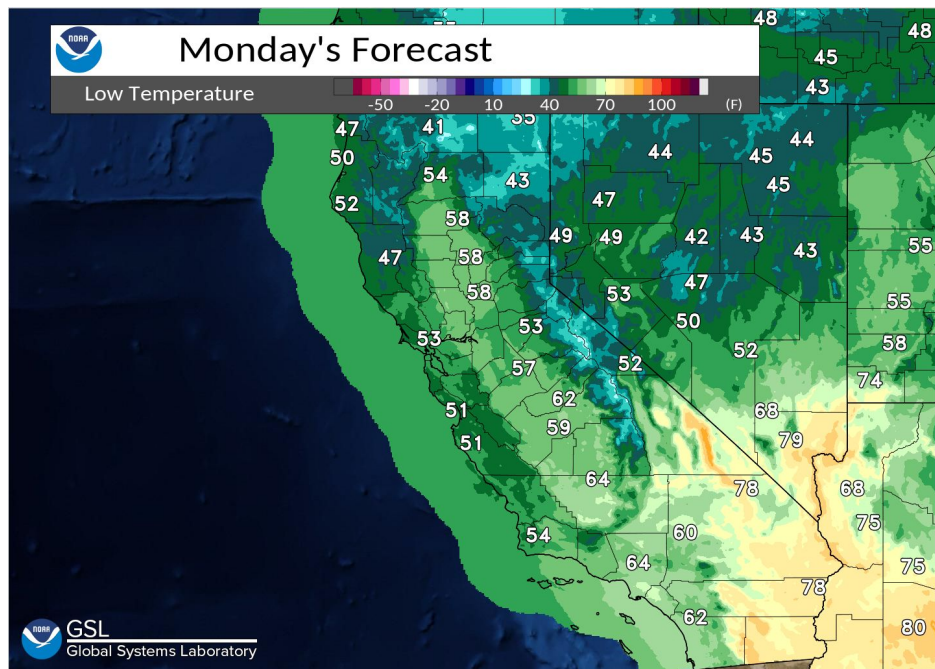 48
48
NOAA
Monday's Forecast
45
Low Temperature
-50 -20 10 40 70 100 (F)
43
47 41 35 44
50 44 45
54 43 45
52 58 47
47 58 49 49 42 43 43 55
58 53 47 55
53 53 50 58
57 52 52 74
51 62 68
51 59 79
64 78 68
54 60 75
64 75
78
62 80
NOAA
GSL
Global Systems Laboratory